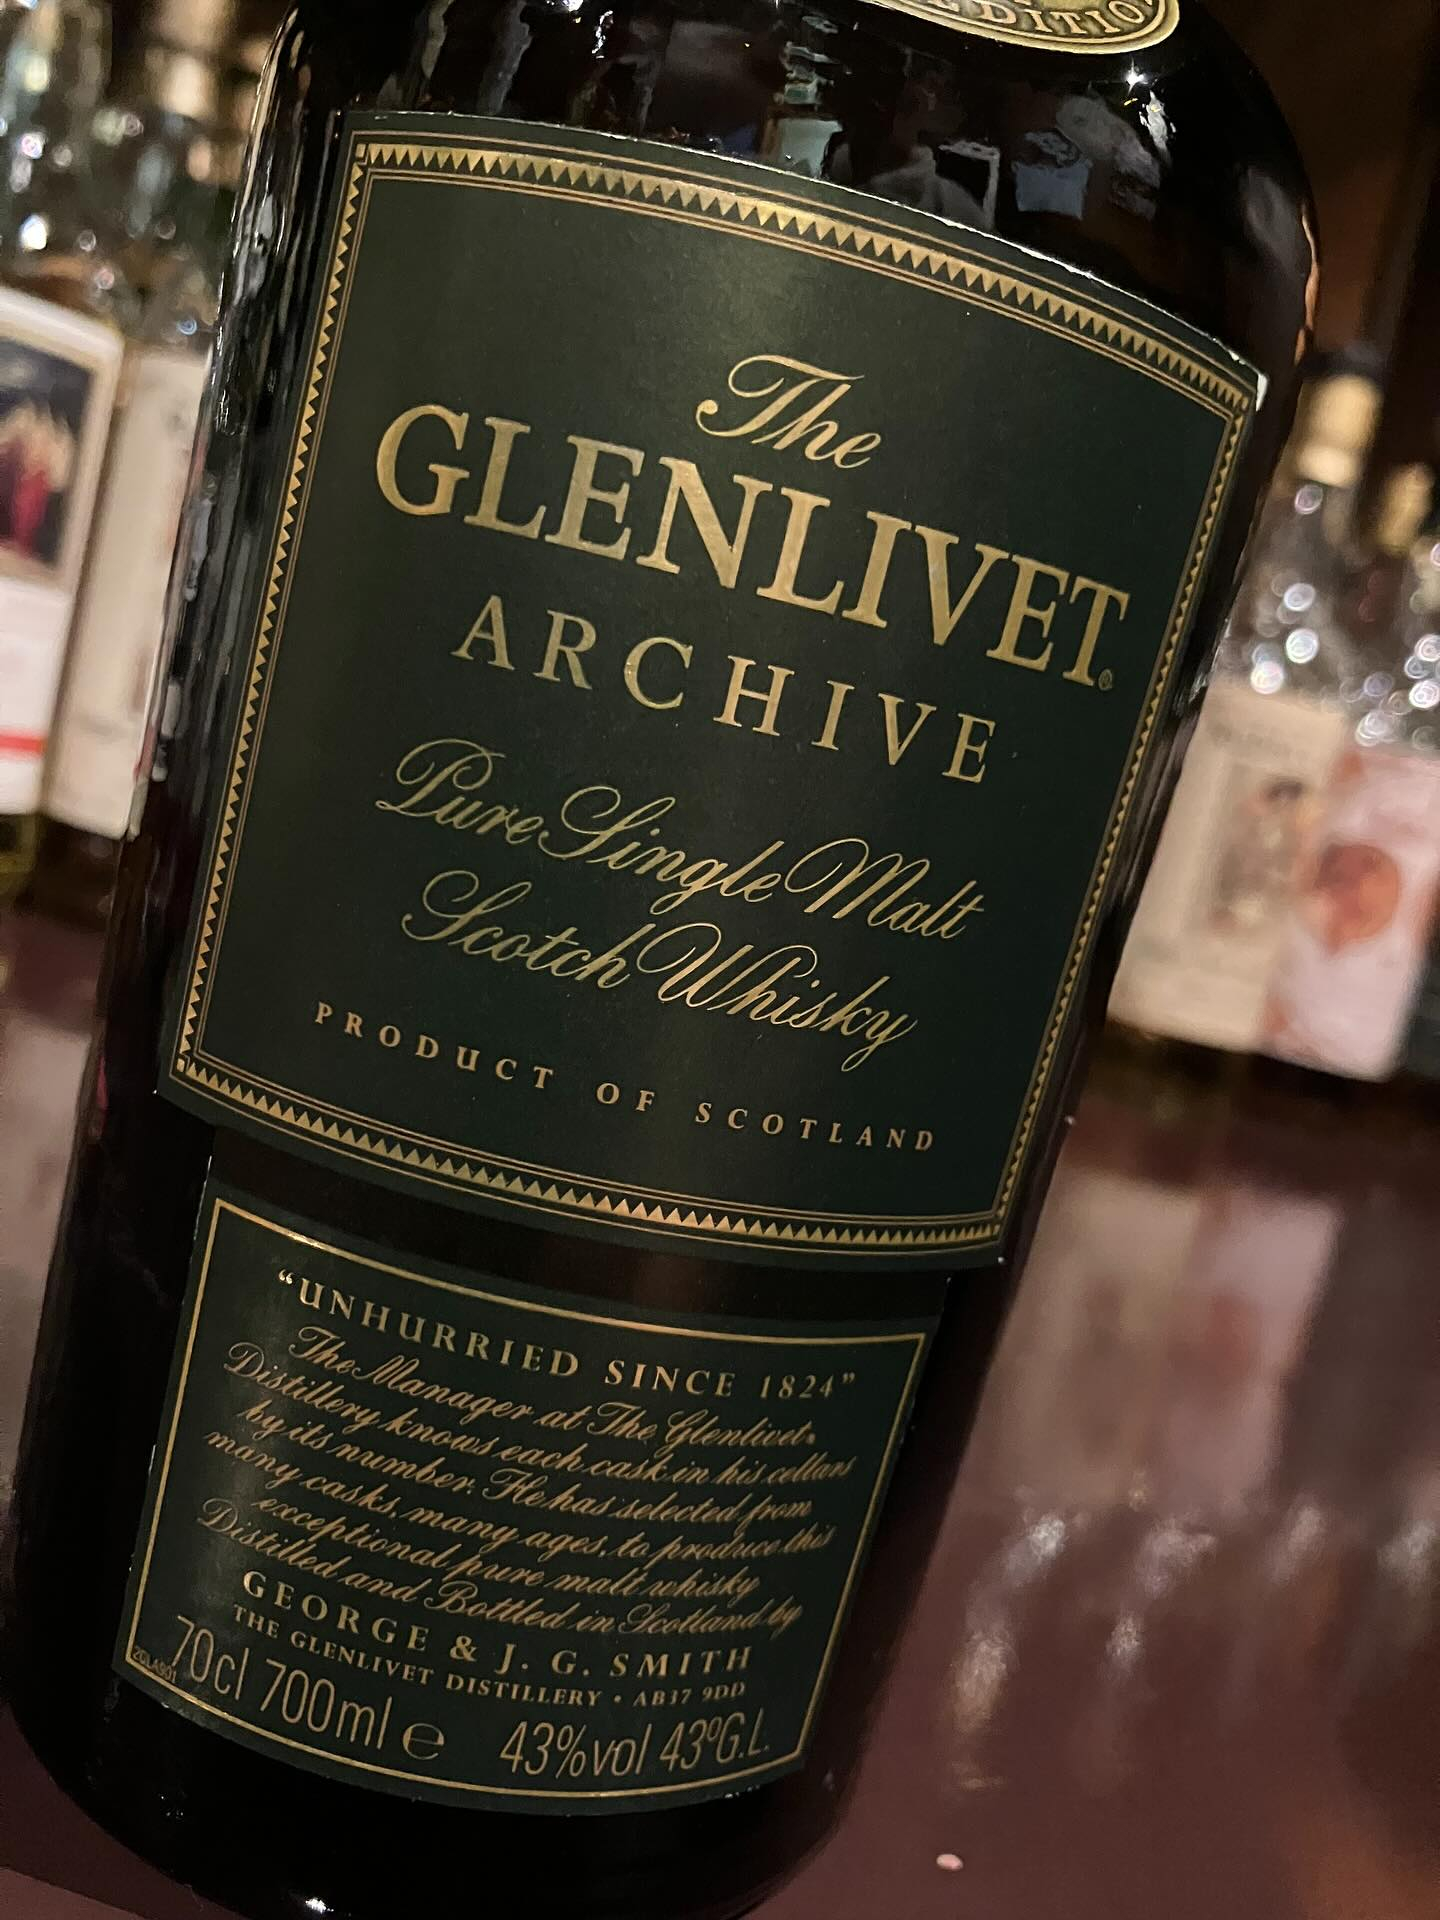 EDITION
The
GLENLIVET®
ARCHIVE
Pure Single Malt
Scotch Whisky
PRODUCT OF SCOTLAND
"UNHURRIED SINCE 1824"
The Manager at The Glenlivet®
Distillery knows each cask in his cellars
by its number. He has selected from
many casks, many ages, to produce this
exceptional pure malt whisky
Distilled and Bottled in Scotland by
GEORGE & J. G. SMITH
THE GLENLIVET DISTILLERY • AB37 9DD
70cl 700ml e 43%vol 43ºG.L.